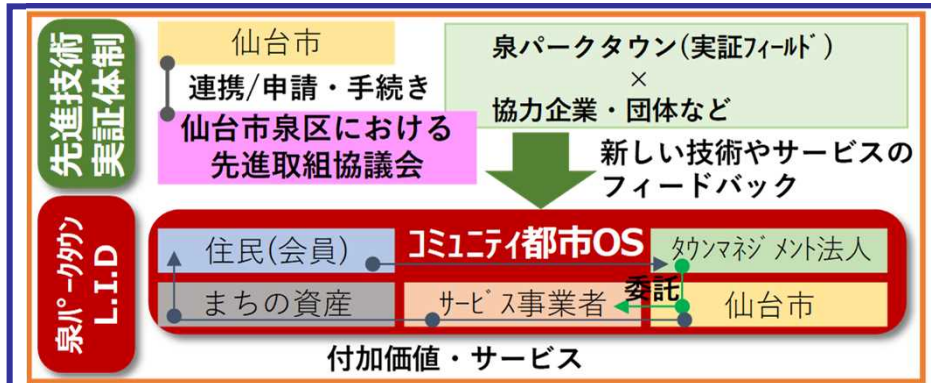 先進技術
実証体制
仙台市
連携/申請・手続き
仙台市泉区における
先進取組協議会
泉パークタウン(実証ﾌｨｰﾙﾄﾞ)
×
協力企業・団体など
新しい技術やサービスの
フィードバック
泉ﾊﾟｰｸﾀｳﾝ
L.I.D
コミュニティ都市OS
住民(会員)
ﾀｳﾝﾏﾈｼﾞﾒﾝﾄ法人
委託
まちの資産
ｻｰﾋﾞｽ事業者
仙台市
付加価値・サービス